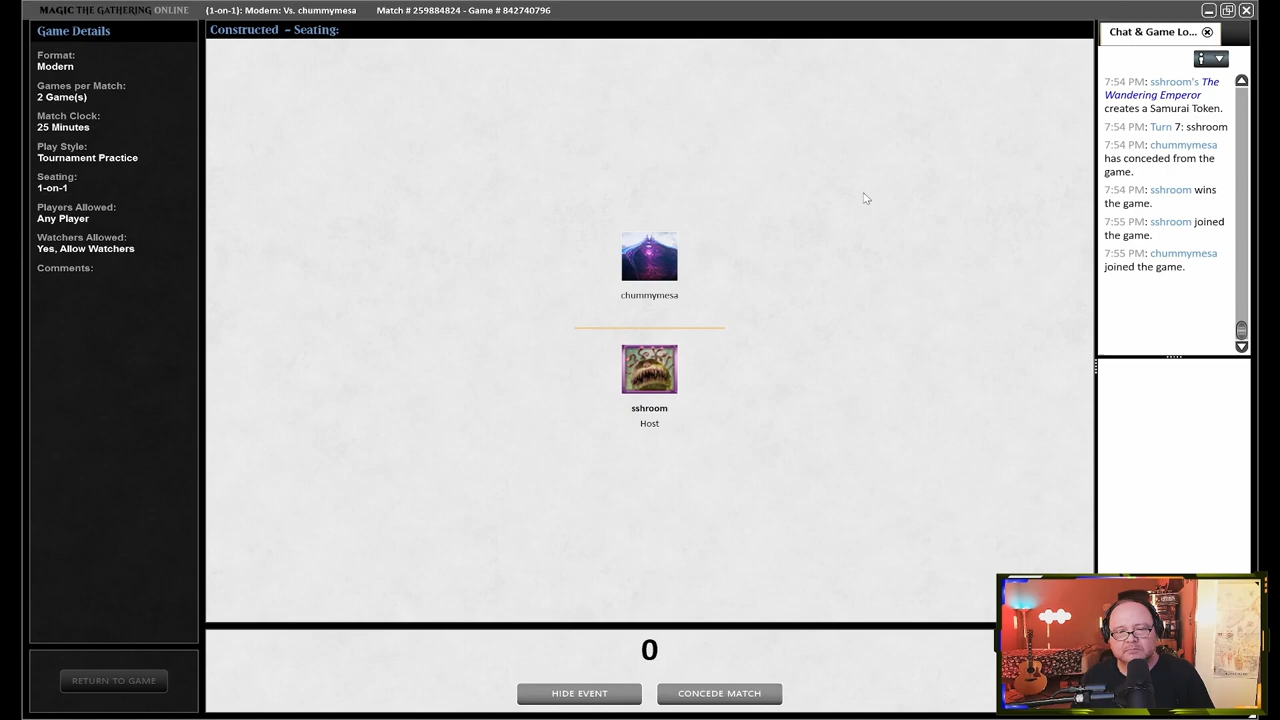 MAGIC THE GATHERING ONLINE (1-on-1): Modern: Vs. chummymesa Match # 259884824 - Game # 842740796
Game Details
Format:
Modern
Games per Match:
2 Game(s)
Match Clock:
25 Minutes
Play Style:
Tournament Practice
Seating:
1-on-1
Players Allowed:
Any Player
Watchers Allowed:
Yes, Allow Watchers
Comments:
RETURN TO GAME
Constructed - Seating:
chummymesa
sshroom
Host
0
HIDE EVENT
CONCEDE MATCH
Chat & Game Lo...
7:54 PM: sshroom's The
Wandering Emperor
creates a Samurai Token.
7:54 PM: Turn 7: sshroom
7:54 PM: chummymesa
has conceded from the
game.
7:54 PM: sshroom wins
the game.
7:55 PM: sshroom joined
the game.
7:55 PM: chummymesa
joined the game.